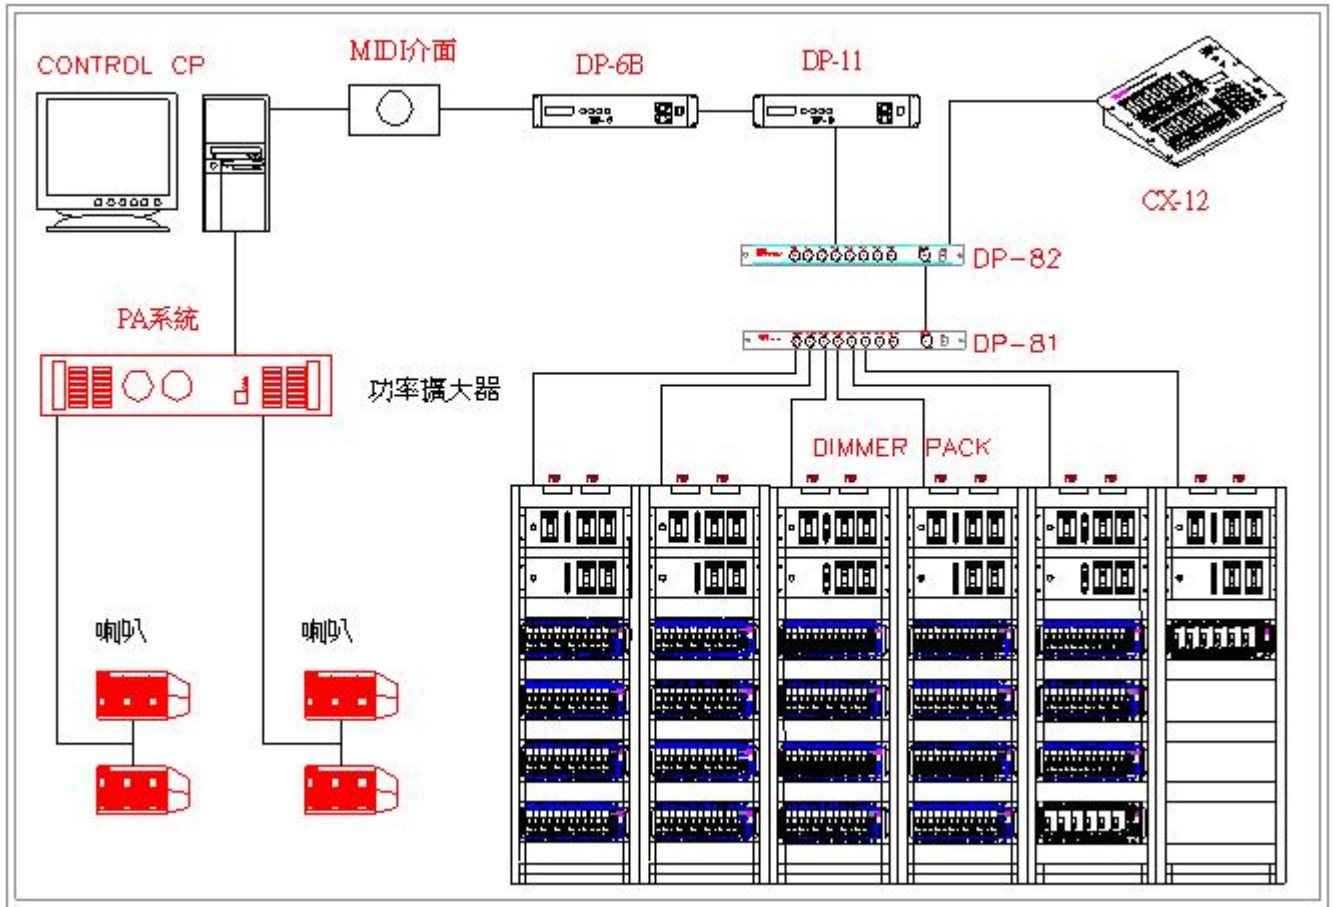 CONTROL CP
MIDI介面
DP-6B
DP-11
CX-12
DP-82
PA系統
DP-81
功率擴大器
DIMMER PACK
喇叭
喇叭